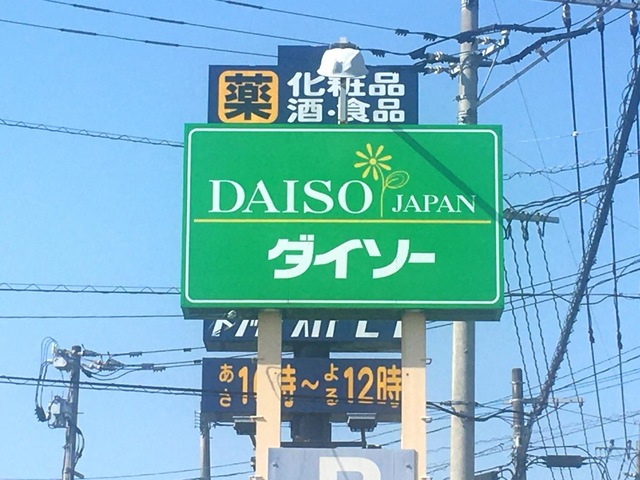 薬 化粧品
酒・食品
DAISO JAPAN
ダイソー
あさ 1 時～よる12時
P